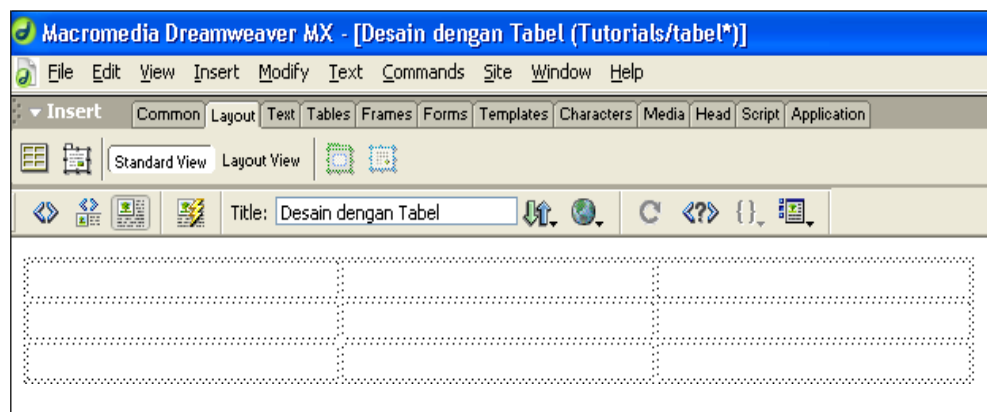 Macromedia Dreamweaver MX - [Desain dengan Tabel (Tutorials/tabel*)]
File Edit View Insert Modify Text Commands Site Window Help
Insert Common Layout Text Tables Frames Forms Templates Characters Media Head Script Application
Standard View Layout View
Title: Desain dengan Tabel